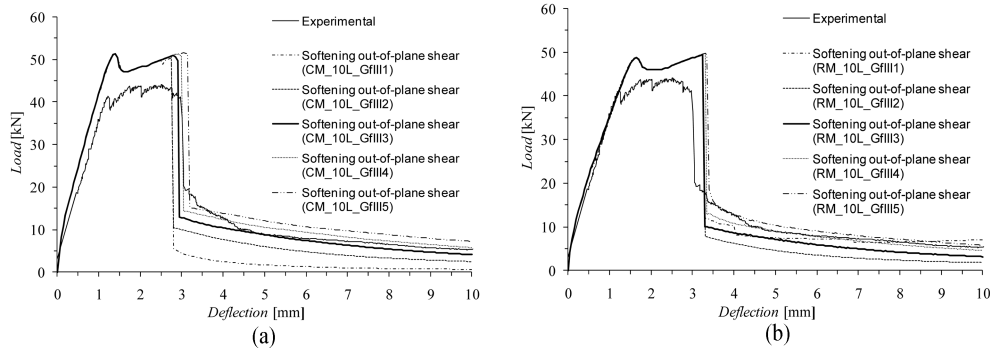 60
50
40
30
20
10
0
Load [kN]
0 1 2 3 4 5 6 7 8 9 10
Deflection [mm]
Experimental
Softening out-of-plane shear
(CM_10L_GfIII1)
Softening out-of-plane shear
(CM_10L_GfIII2)
Softening out-of-plane shear
(CM_10L_GfIII3)
Softening out-of-plane shear
(CM_10L_GfIII4)
Softening out-of-plane shear
(CM_10L_GfIII5)
(a)
60
50
40
30
20
10
0
Load [kN]
0 1 2 3 4 5 6 7 8 9 10
Deflection [mm]
Experimental
Softening out-of-plane shear
(RM_10L_GfIII1)
Softening out-of-plane shear
(RM_10L_GfIII2)
Softening out-of-plane shear
(RM_10L_GfIII3)
Softening out-of-plane shear
(RM_10L_GfIII4)
Softening out-of-plane shear
(RM_10L_GfIII5)
(b)